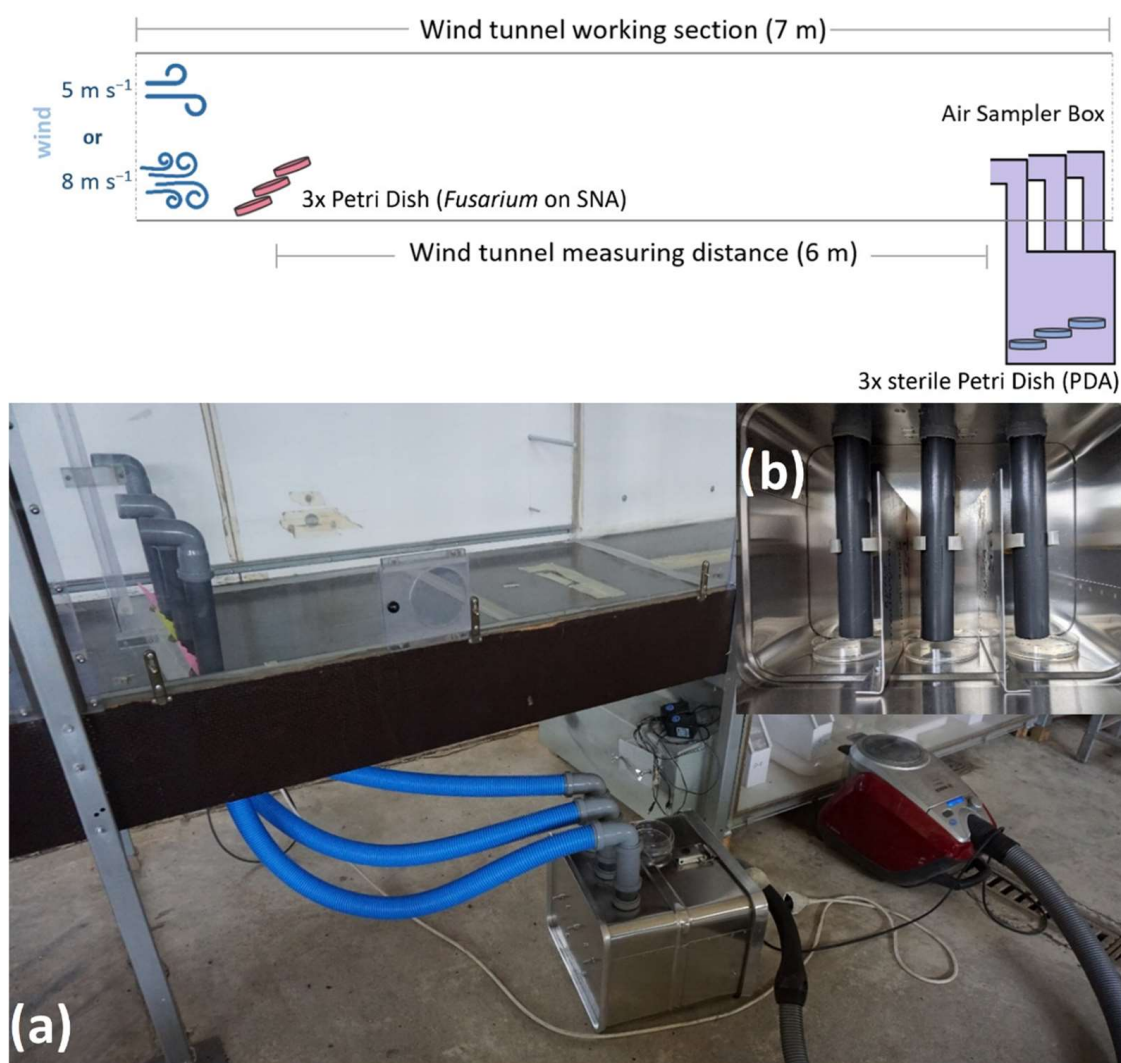 Wind tunnel working section (7 m)
5 m s⁻¹
wind
or
8 m s⁻¹
Air Sampler Box
3x Petri Dish (Fusarium on SNA)
Wind tunnel measuring distance (6 m)
3x sterile Petri Dish (PDA)
(b)
(a)